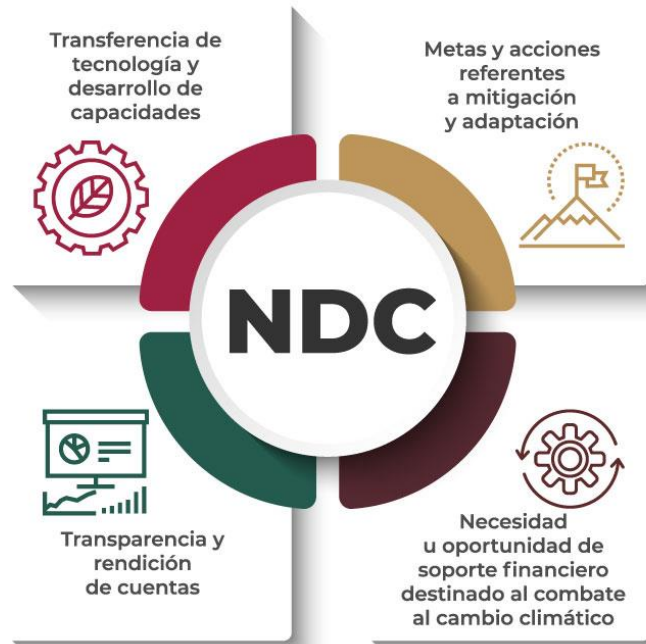 Transferencia de
tecnología y
desarrollo de
capacidades
Metas y acciones
referentes
a mitigación
y adaptación
NDC
Transparencia y
rendición
de cuentas
Necesidad
u oportunidad de
soporte financiero
destinado al combate
al cambio climático